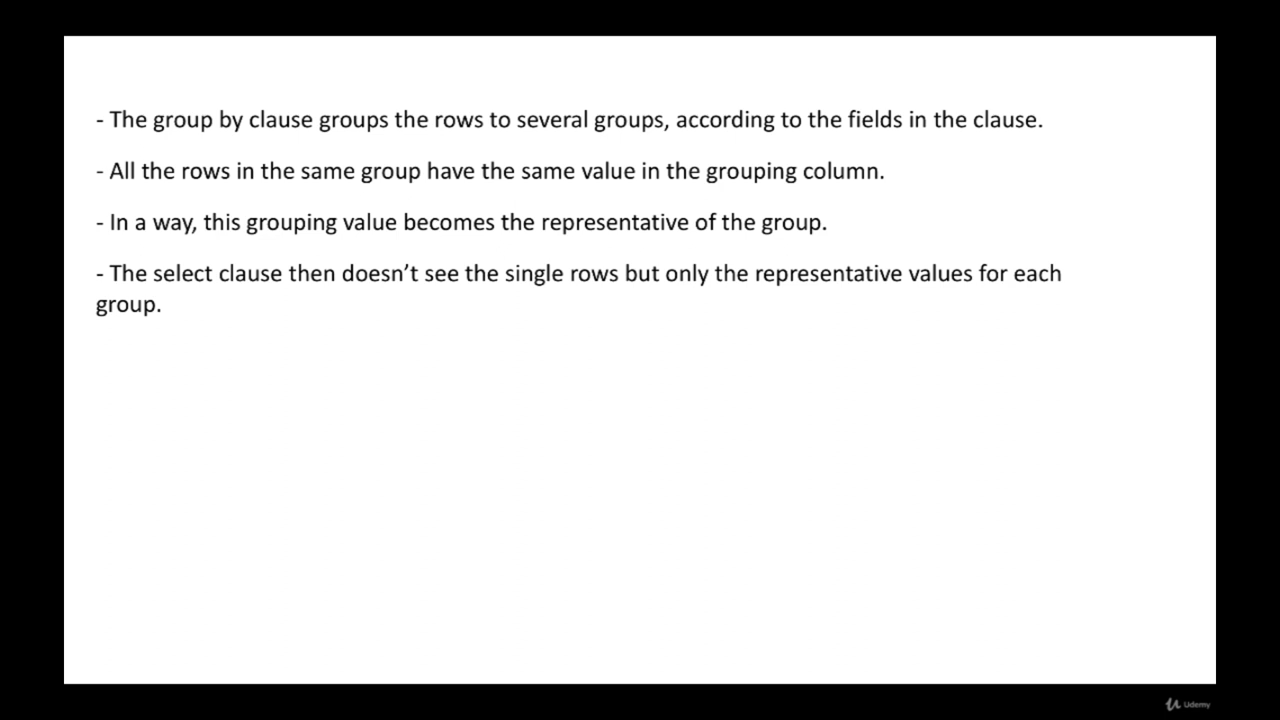 - The group by clause groups the rows to several groups, according to the fields in the clause.
- All the rows in the same group have the same value in the grouping column.
- In a way, this grouping value becomes the representative of the group.
- The select clause then doesn’t see the single rows but only the representative values for each
group.
Udemy